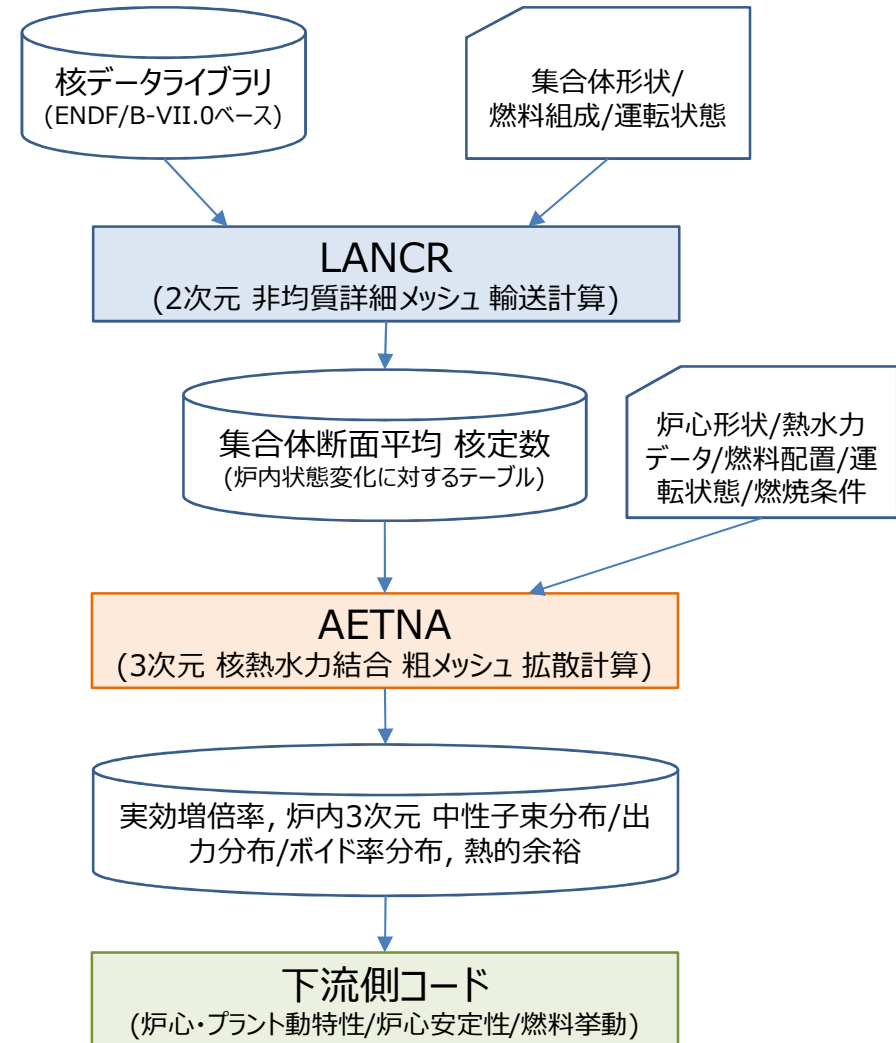 核データライブラリ
(ENDF/B-VII.0ベース)
集合体形状/
燃料組成/運転状態
LANCR
(2次元 非均質詳細メッシュ 輸送計算)
集合体断面平均 核定数
(炉内状態変化に対するテーブル)
炉心形状/熱水力
データ/燃料配置/運
転状態/燃焼条件
AETNA
(3次元 核熱水力結合 粗メッシュ 拡散計算)
実効増倍率, 炉内3次元 中性子束分布/出
力分布/ボイド率分布, 熱的余裕
下流側コード
(炉心・プラント動特性/炉心安定性/燃料挙動)